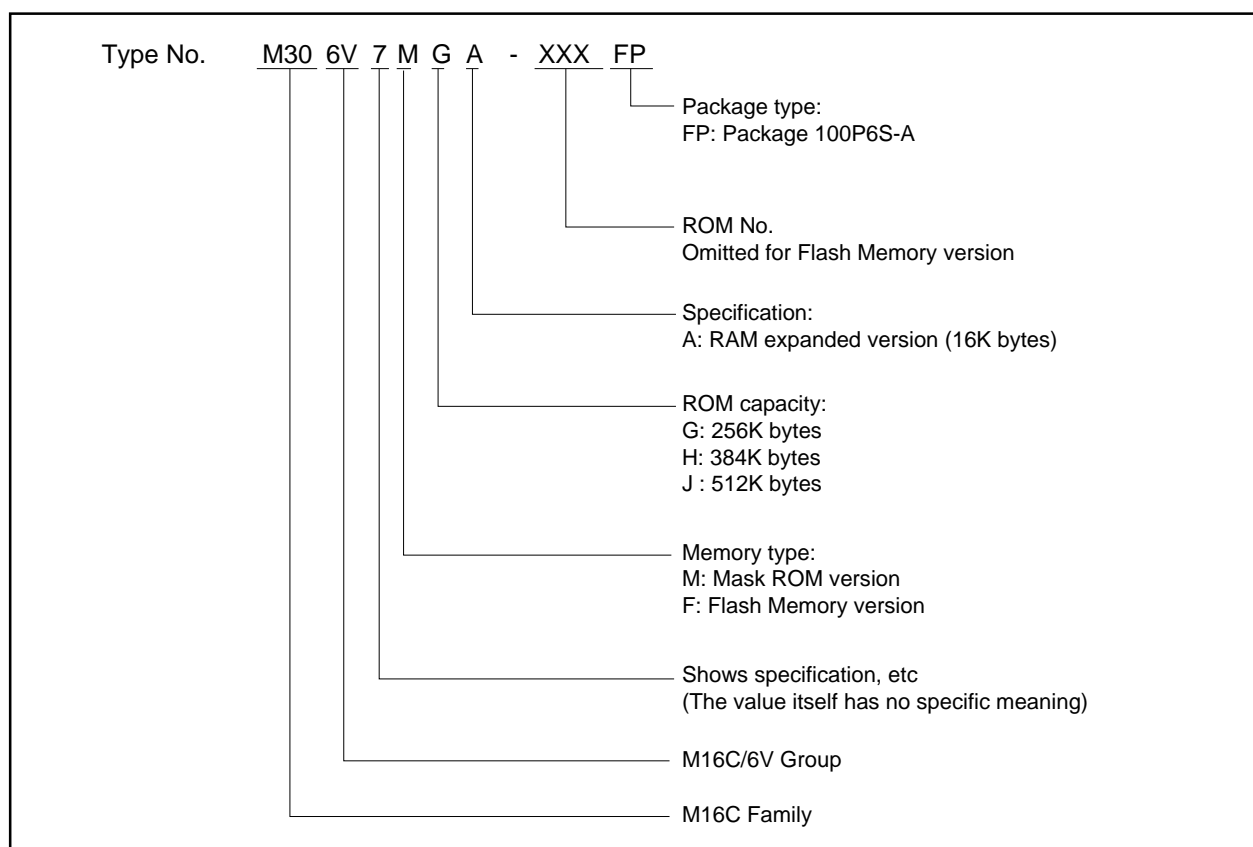 Type No. M30 6V 7 M G A - XXX FP
Package type:
FP: Package 100P6S-A
ROM No.
Omitted for Flash Memory version
Specification:
A: RAM expanded version (16K bytes)
ROM capacity:
G: 256K bytes
H: 384K bytes
J : 512K bytes
Memory type:
M: Mask ROM version
F: Flash Memory version
Shows specification, etc
(The value itself has no specific meaning)
M16C/6V Group
M16C Family